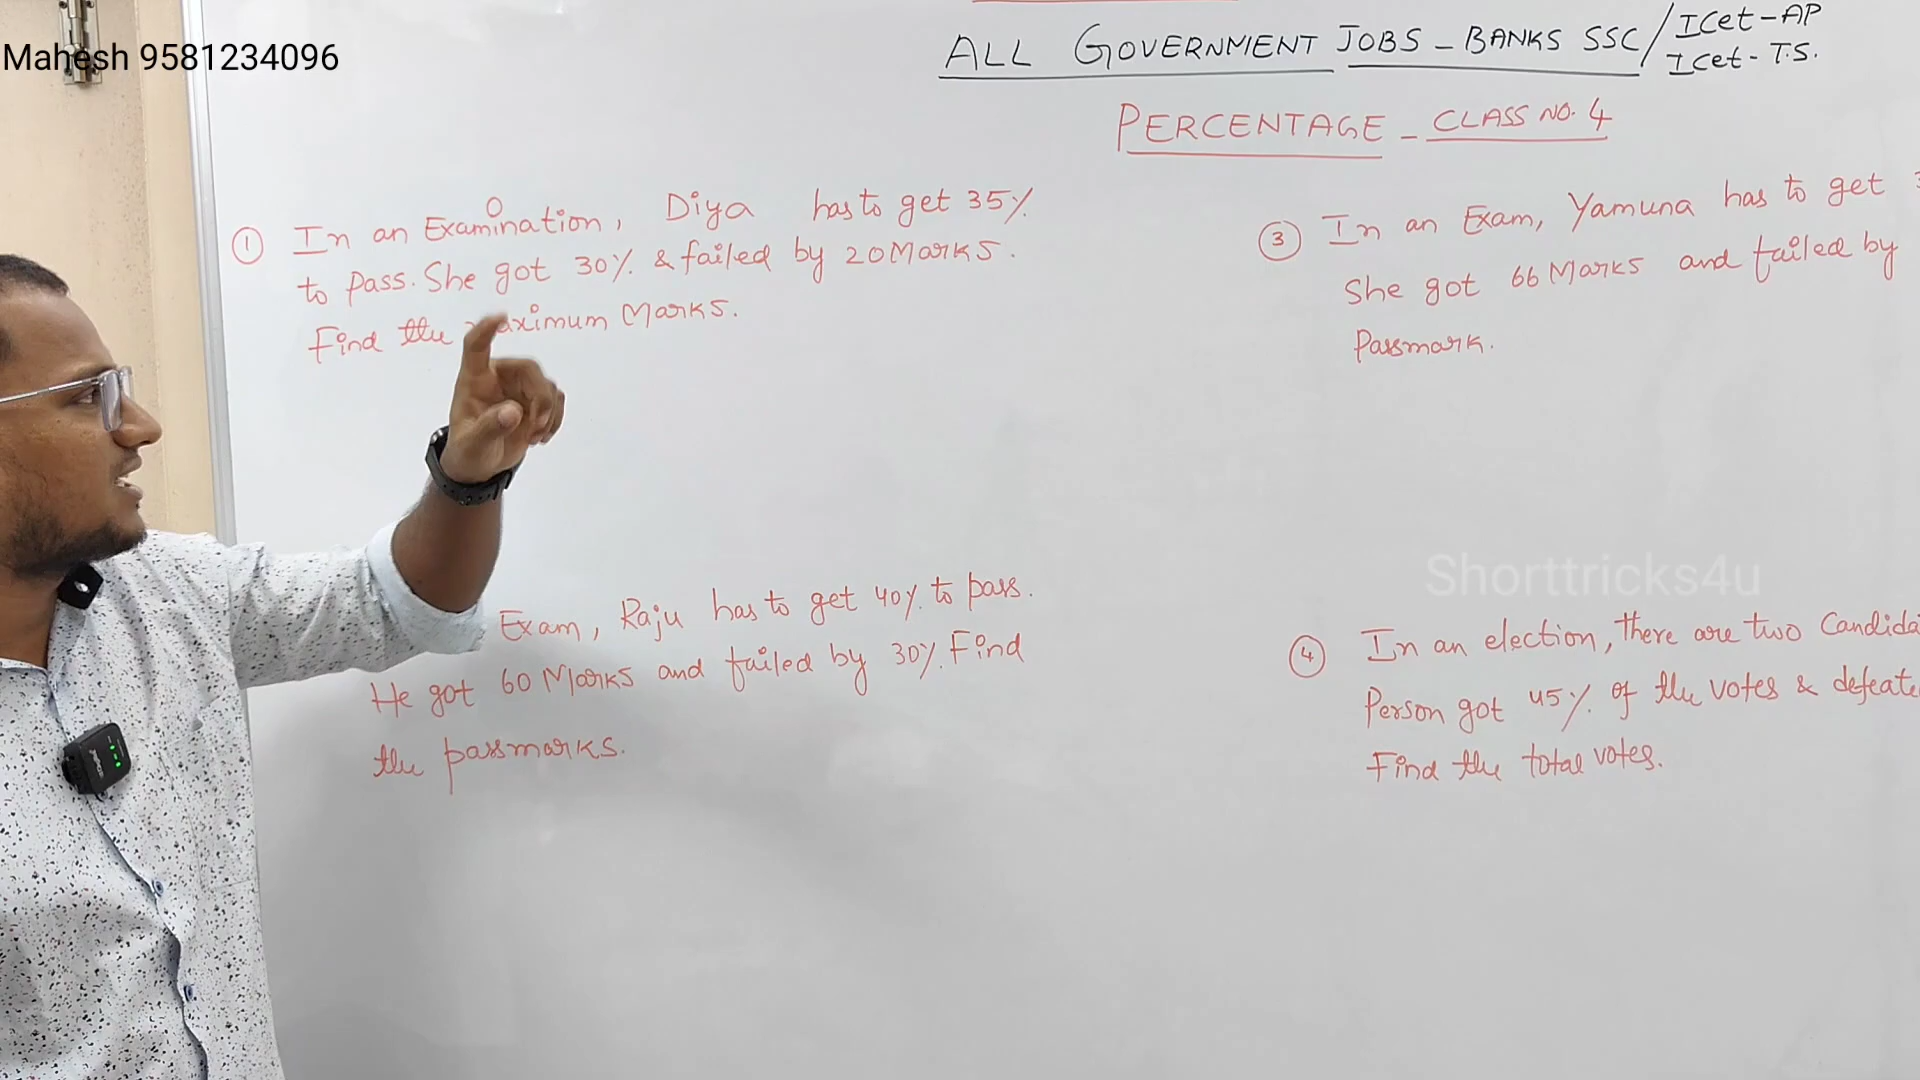 Mahesh 9581234096
ALL GOVERNMENT JOBS - BANKS SSC/ICet-AP
ICet-T.S.
PERCENTAGE - CLASS NO. 4
① In an Examination, Diya has to get 35%
to pass. She got 30% & failed by 20 Marks.
Find the maximum Marks.
Exam, Raju has to get 40% to pass.
He got 60 Marks and failed by 30%. Find
the passmarks.
③ In an Exam, Yamuna has to get
She got 66 Marks and failed by
Passmark.
Shorttricks4u
④ In an election, there are two Candida
Person got 45% of the votes & defeate
Find the total votes.